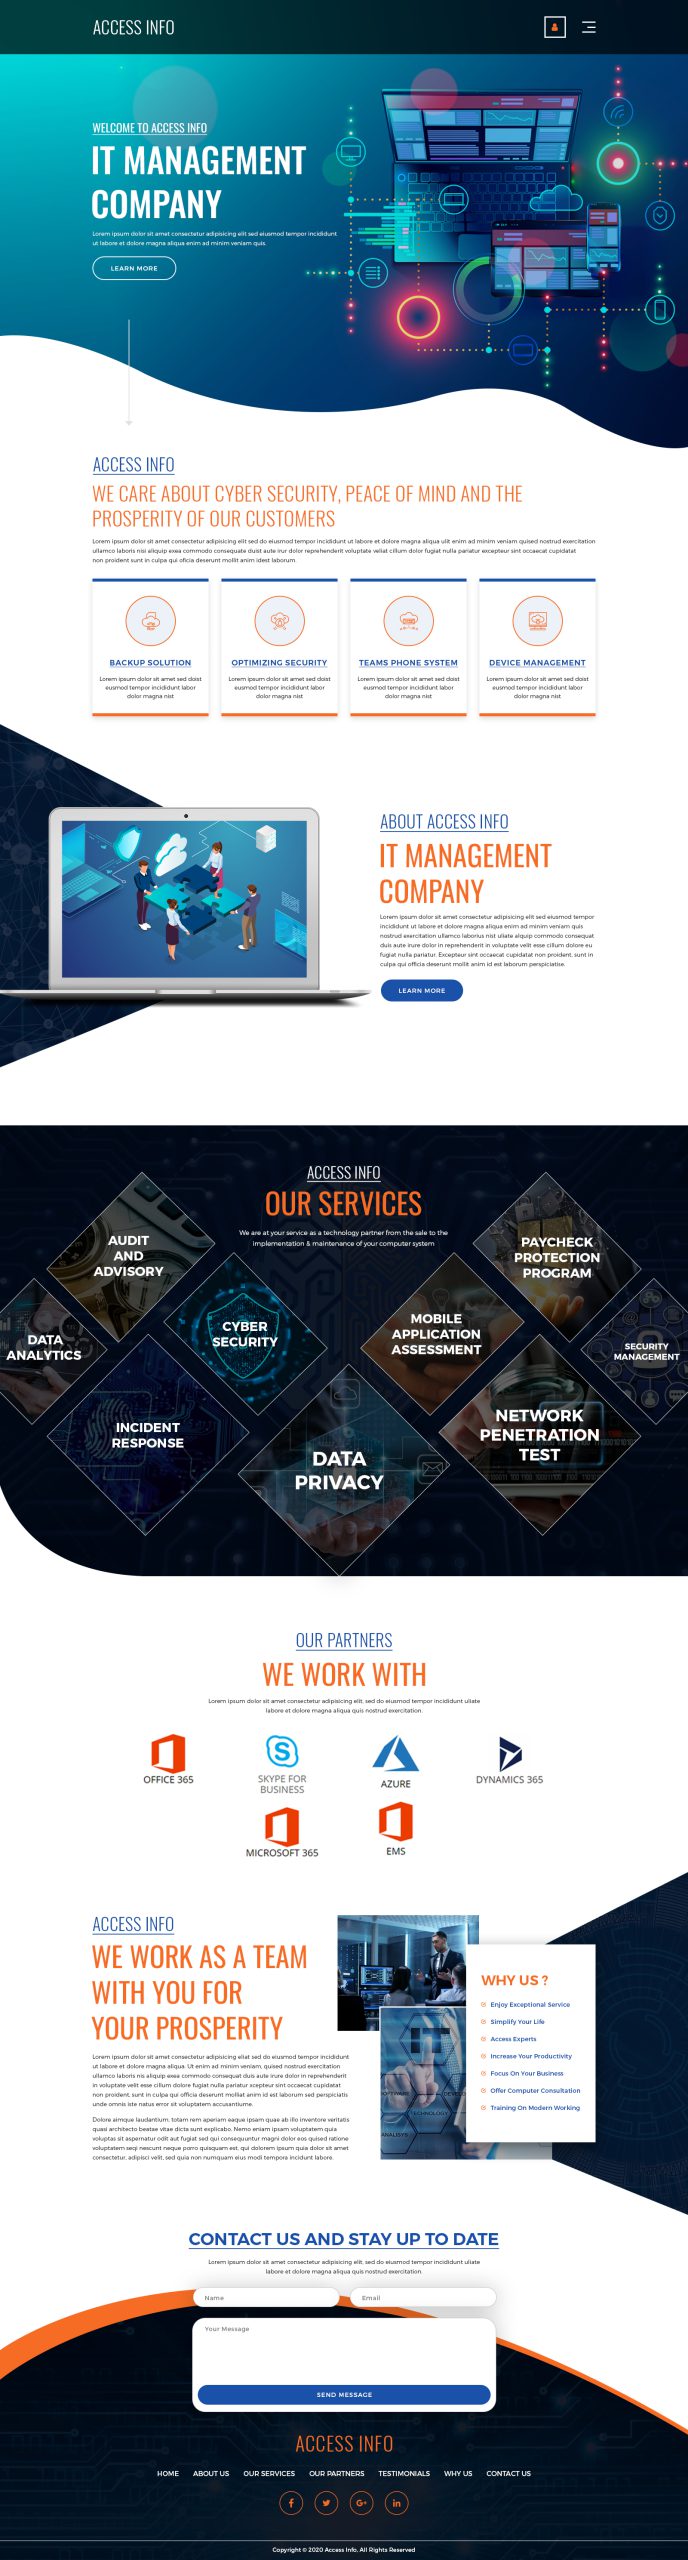 ACCESS INFO
WELCOME TO ACCESS INFO
IT MANAGEMENT
COMPANY
Lorem ipsum dolor sit amet consectetur adipisicing elit sed eiusmod tempor incididunt
ut labore et dolore magna aliqua enim ad minim veniam quis.
LEARN MORE
ACCESS INFO
WE CARE ABOUT CYBER SECURITY, PEACE OF MIND AND THE
PROSPERITY OF OUR CUSTOMERS
Lorem ipsum dolor sit amet consectetur adipisicing elit sed eiusmod tempor incididunt ut labore et dolore magna aliqua ulit enim ad minim veniam quised nostrud exercitation
ullamco laboris nisi aliquip exea commodo consequate duist aute irur dolor reprehenderit voluptate veliat cillum dolor fugiat nulla pariatur excepteur sint occaecat cupidatat
non proident sunt in culpa qui oficia deserunt mollit anim idest laborum.
BACKUP SOLUTION
Lorem ipsum dolor sit amet sed doist
eusmod tempor incididunt labor
dolor magna nist
OPTIMIZING SECURITY
Lorem ipsum dolor sit amet sed doist
eusmod tempor incididunt labor
dolor magna nist
TEAMS PHONE SYSTEM
Lorem ipsum dolor sit amet sed doist
eusmod tempor incididunt labor
dolor magna nist
DEVICE MANAGEMENT
Lorem ipsum dolor sit amet sed doist
eusmod tempor incididunt labor
dolor magna nist
ABOUT ACCESS INFO
IT MANAGEMENT
COMPANY
Lorem ipsum dolor sit amet consectetur adipisicing elit sed eiusmod tempor
incididunt ut labore et dolore magna aliqua enim ad minim veniam quis
nostrud exercitation ullamco laborius nist ulliate alquip commodo consequat
duis aute irure dolor in reprehenderit in voluptate velit esse cillum dolore eu
fugiat nulla pariatur. Excepteur sint occaecat cupidatat non proident, sunt in
culpa qui officia deserunt mollit anim id est laborum perspiciatise.
LEARN MORE
ACCESS INFO
OUR SERVICES
We are at your service as a technology partner from the sale to the
implementation & maintenance of your computer system
AUDIT
AND
ADVISORY
PAYCHECK
PROTECTION
PROGRAM
CYBER
SECURITY
MOBILE
APPLICATION
ASSESSMENT
DATA
ANALYTICS
SECURITY
MANAGEMENT
INCIDENT
RESPONSE
NETWORK
PENETRATION
TEST
DATA
PRIVACY
OUR PARTNERS
WE WORK WITH
Lorem ipsum dolor sit amet consectetur adipisicing elit, sed do eiusmod tempor incididunt uliate
labore et dolore magna aliqua quis nostrud exercitation.
OFFICE 365
SKYPE FOR
BUSINESS
AZURE
DYNAMICS 365
MICROSOFT 365
EMS
ACCESS INFO
WE WORK AS A TEAM
WITH YOU FOR
YOUR PROSPERITY
Lorem ipsum dolor sit amet consectetur adipisicing eliat sed eiusmod tempor incididunt
ut labore et dolore magna aliqua. Ut enim ad minim veniam, quised nostrud exercitation
ullamco laboris nis aliquip exea commodo consequat duis aute irure dolor in reprehenderit
in voluptate velit esse cillum dolore fugiat nulla pariatur xcepteur sint occaecat cupidatat
non proident, sunt in culpa qui officia deserunt mollit anim id est laborum sed perspiciatis
unde omnis iste natus error sit voluptatem accusantiume.
Dolore aimque laudantium, totam rem aperiam eaque ipsam quae ab illo inventore veritatis
quasi architecto beatae vitae dicta sunt explicabo. Nemo eniam ipsam voluptatem quia
voluptas sit aspernatur odit aut fugiat sed qui consequuntur magni dolor eos quised ratione
voluptatem sequi nescunt neque porro quisquam est, qui dolorem ipsum quia dolor sit amet
consectetur, adipisci velit, sed quia non numquam eius modi tempora incidunt labore.
IT
SOFTWARE
TECHNOLOGY
WHY US ?
Enjoy Exceptional Service
Simplify Your Life
Access Experts
Increase Your Productivity
Focus On Your Business
Offer Computer Consultation
Training On Modern Working
CONTACT US AND STAY UP TO DATE
Lorem ipsum dolor sit amet consectetur adipisicing elit, sed do eiusmod tempor incididunt uliate
labore et dolore magna aliqua quis nostrud exercitation.
Name
Email
Your Message
SEND MESSAGE
ACCESS INFO
HOME ABOUT US OUR SERVICES OUR PARTNERS TESTIMONIALS WHY US CONTACT US
Copyright © 2020 Access Info, All Rights Reserved